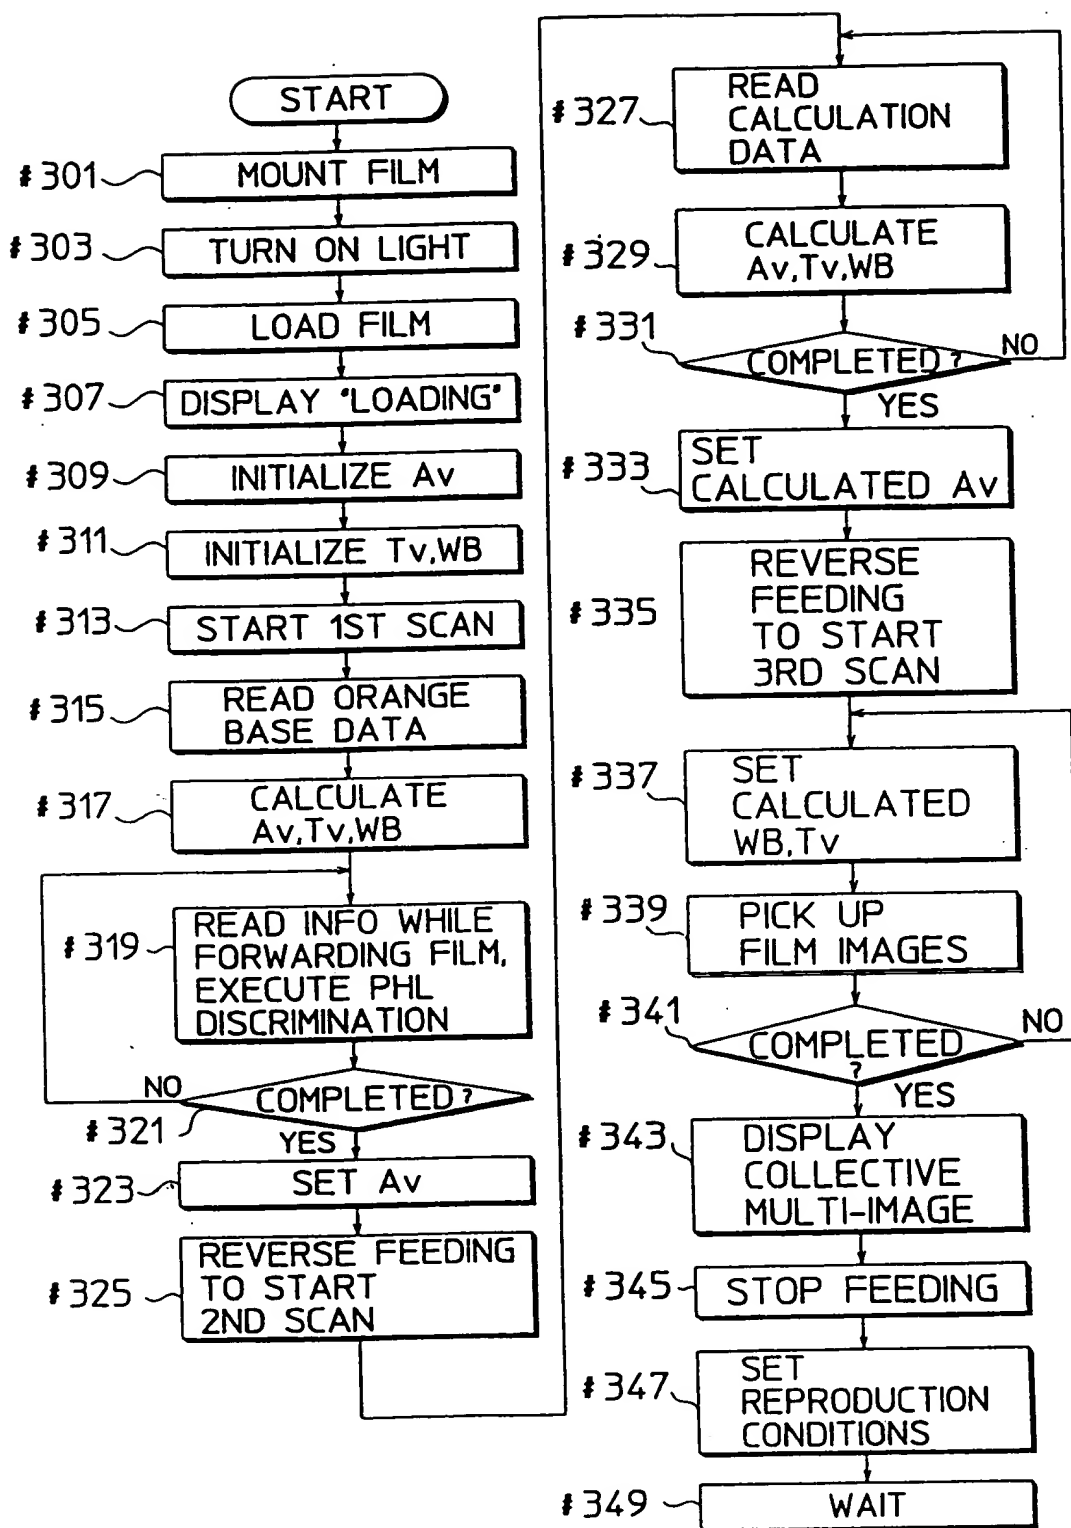 START
#301
MOUNT FILM
#303
TURN ON LIGHT
#305
LOAD FILM
#307
DISPLAY "LOADING"
#309
INITIALIZE Av
#311
INITIALIZE Tv,WB
#313
START 1ST SCAN
#315
READ ORANGE
BASE DATA
#317
CALCULATE
Av,Tv,WB
#319
READ INFO WHILE
FORWARDING FILM,
EXECUTE PHL
DISCRIMINATION
NO
COMPLETED?
#321
YES
#323
SET Av
#325
REVERSE FEEDING
TO START
2ND SCAN
#327
READ
CALCULATION
DATA
#329
CALCULATE
Av,Tv,WB
#331
COMPLETED?
NO
YES
#333
SET
CALCULATED Av
#335
REVERSE
FEEDING
TO START
3RD SCAN
#337
SET
CALCULATED
WB,Tv
#339
PICK UP
FILM IMAGES
#341
COMPLETED
?
NO
YES
#343
DISPLAY
COLLECTIVE
MULTI-IMAGE
#345
STOP FEEDING
#347
SET
REPRODUCTION
CONDITIONS
#349
WAIT